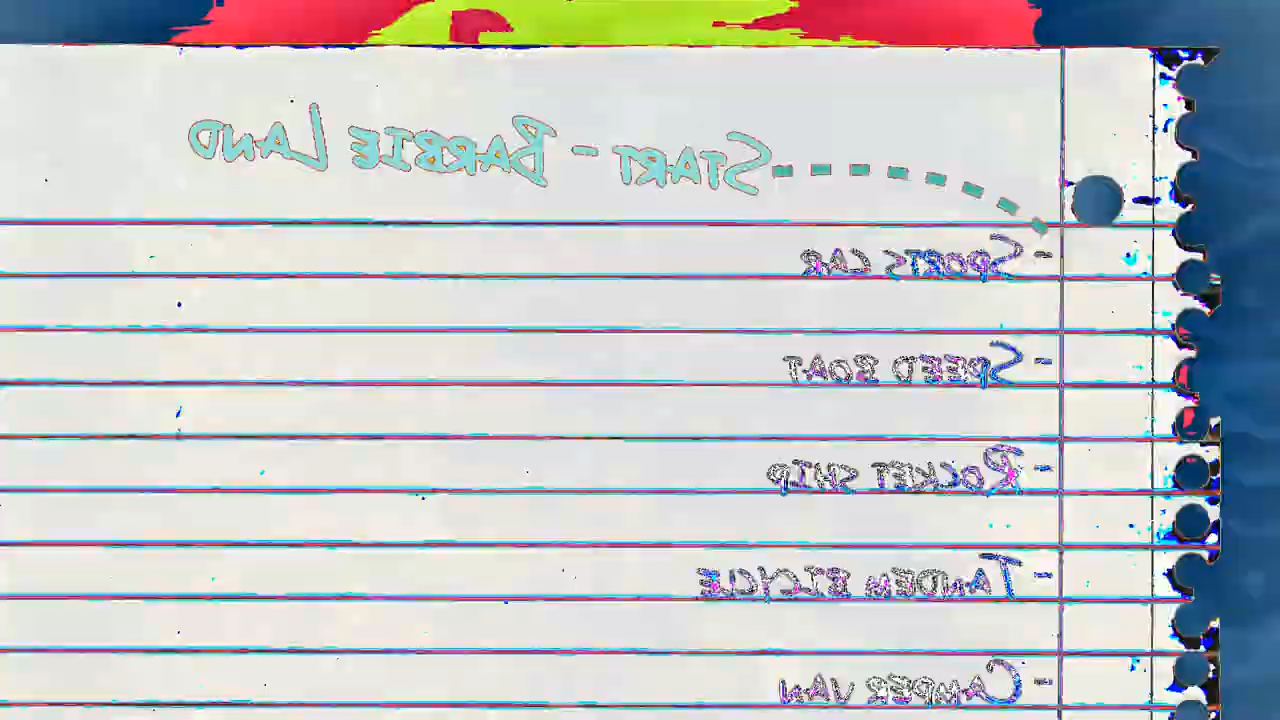 START - BARBIE LAND
- SPORTS CAR
- SPEED BOAT
- ROCKET SHIP
- TANDEM BICYCLE
- CAMPER VAN